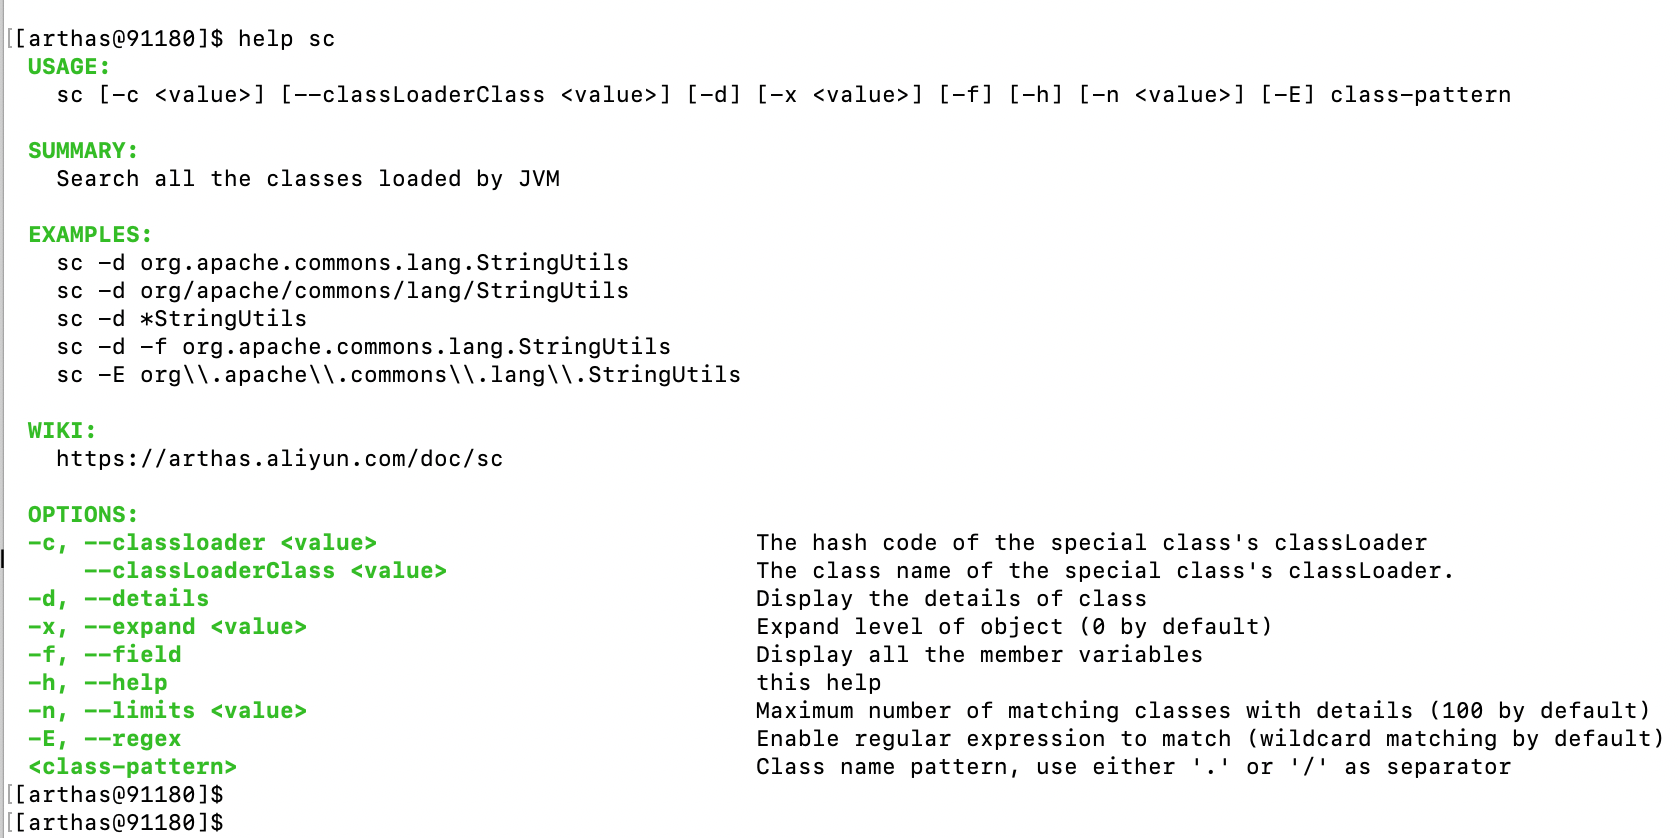 [[arthas@91180]$ help sc
USAGE:
sc [-c <value>] [--classLoaderClass <value>] [-d] [-x <value>] [-f] [-h] [-n <value>] [-E] class-pattern
SUMMARY:
Search all the classes loaded by JVM
EXAMPLES:
sc -d org.apache.commons.lang.StringUtils
sc -d org/apache/commons/lang/StringUtils
sc -d *StringUtils
sc -d -f org.apache.commons.lang.StringUtils
sc -E org\\.apache\\.commons\\.lang\\.StringUtils
WIKI:
https://arthas.aliyun.com/doc/sc
OPTIONS:
-c, --classloader <value> The hash code of the special class's classLoader
--classLoaderClass <value> The class name of the special class's classLoader.
-d, --details Display the details of class
-x, --expand <value> Expand level of object (0 by default)
-f, --field Display all the member variables
-h, --help this help
-n, --limits <value> Maximum number of matching classes with details (100 by default)
-E, --regex Enable regular expression to match (wildcard matching by default)
<class-pattern> Class name pattern, use either '.' or '/' as separator
[[arthas@91180]$
[[arthas@91180]$